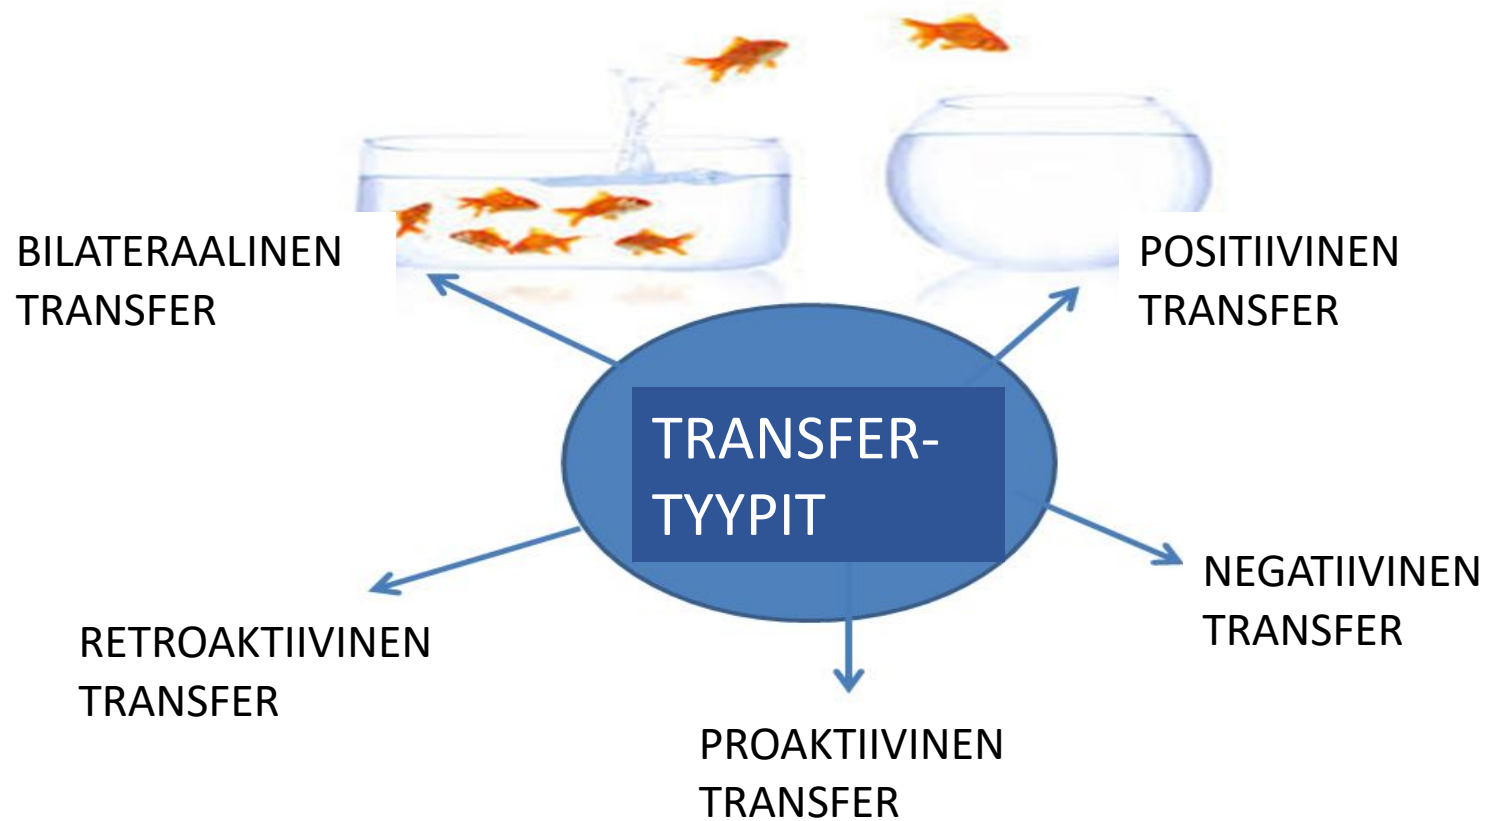 BILATERAALINEN
TRANSFER
POSITIIVINEN
TRANSFER
TRANSFER-
TYYPIT
NEGATIIVINEN
TRANSFER
RETROAKTIIVINEN
TRANSFER
PROAKTIIVINEN
TRANSFER